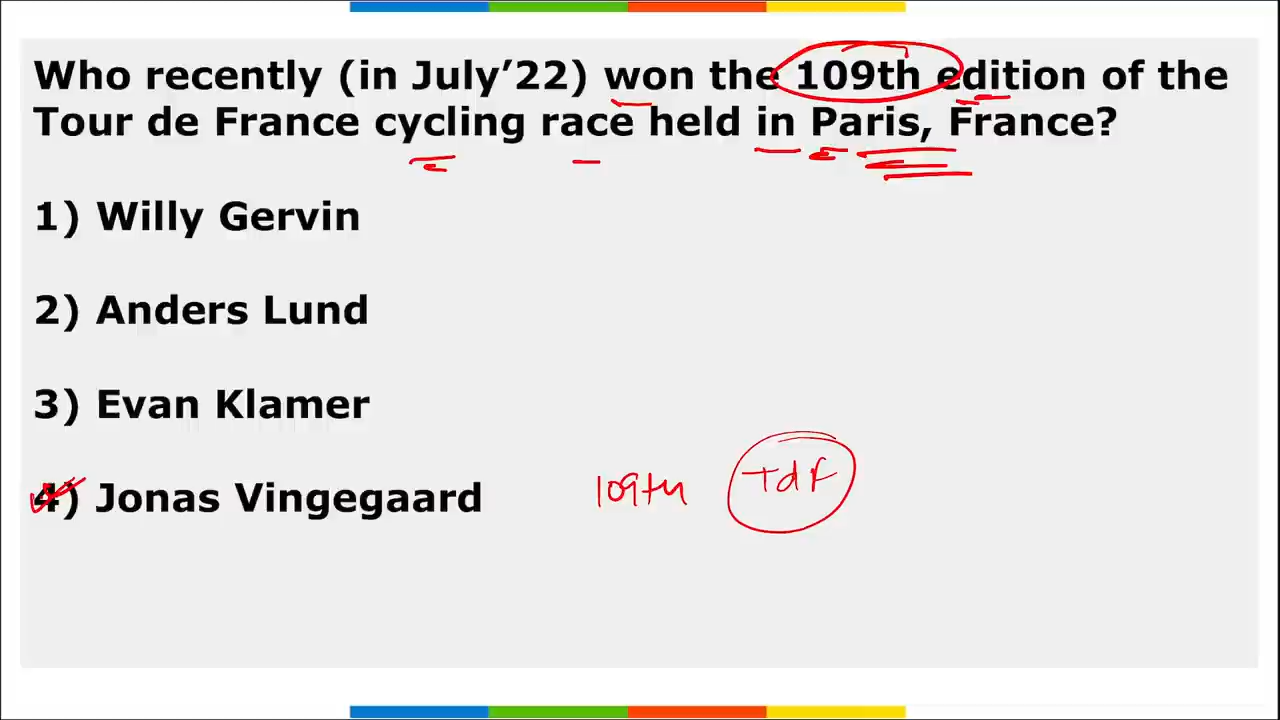 Who recently (in July’22) won the 109th edition of the
Tour de France cycling race held in Paris, France?
1) Willy Gervin
2) Anders Lund
3) Evan Klamer
4) Jonas Vingegaard
109th TdF